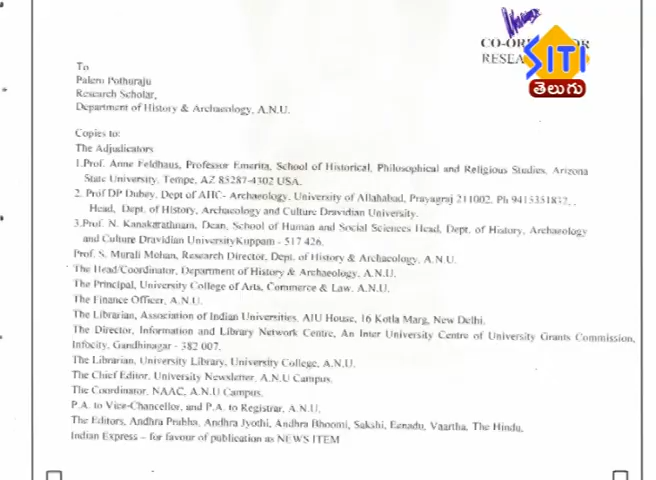 CO-OR
SITI
తెలుగు
RESEA
To
Palero Pothuraju
Research Scholar,
Department of History & Archaeology, A.N.U.
Copies to:
The Adjudicators
1.Prof. Anne Feldhaus, Professor Emerita, School of Historical, Philosophical and Religious Studies, Arizona
State University, Tempe, AZ 85287-4302 USA.
2. Prof DP Dubey, Dept of AIHC- Archaeology, University of Allahabad, Prayagraj 211002. Ph 9415351832,
Head, Dept. of History, Archaeology and Culture Dravidian University.
3.Prof. N. Kanakarathnam, Dean, School of Human and Social Sciences Head, Dept. of History, Archaeology
and Culture Dravidian UniversityKuppam - 517 426.
Prof. S. Murali Mohan, Research Director, Dept. of History & Archaeology, A.N.U.
The Head/Coordinator, Department of History & Archaeology, A.N.U.
The Principal, University College of Arts, Commerce & Law, A.N.U.
The Finance Officer, A.N.U.
The Librarian, Association of Indian Universities, AIU House, 16 Kotla Marg, New Delhi.
The Director, Information and Library Network Centre, An Inter University Centre of University Grants Commission,
Infocity, Gandhinagar - 382 007.
The Librarian, University Library, University College, A.N.U.
The Chief Editor, University Newsletter, A.N.U Campus.
The Coordinator, NAAC, A.N.U Campus.
P.A. to Vice-Chancellor, and P.A. to Registrar, A.N.U.
The Editors, Andhra Prabha, Andhra Jyothi, Andhra Bhoomi, Sakshi, Eenadu, Vaartha, The Hindu,
Indian Express – for favour of publication as NEWS ITEM